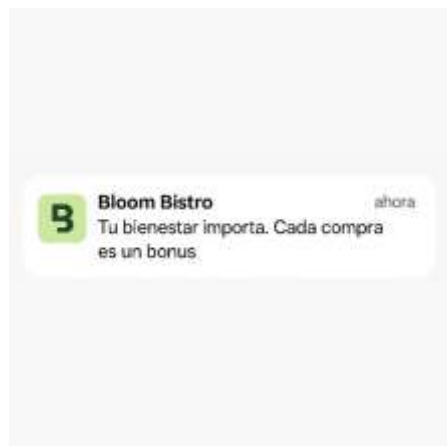 B
Bloom Bistro
ahora
Tu bienestar importa. Cada compra
es un bonus